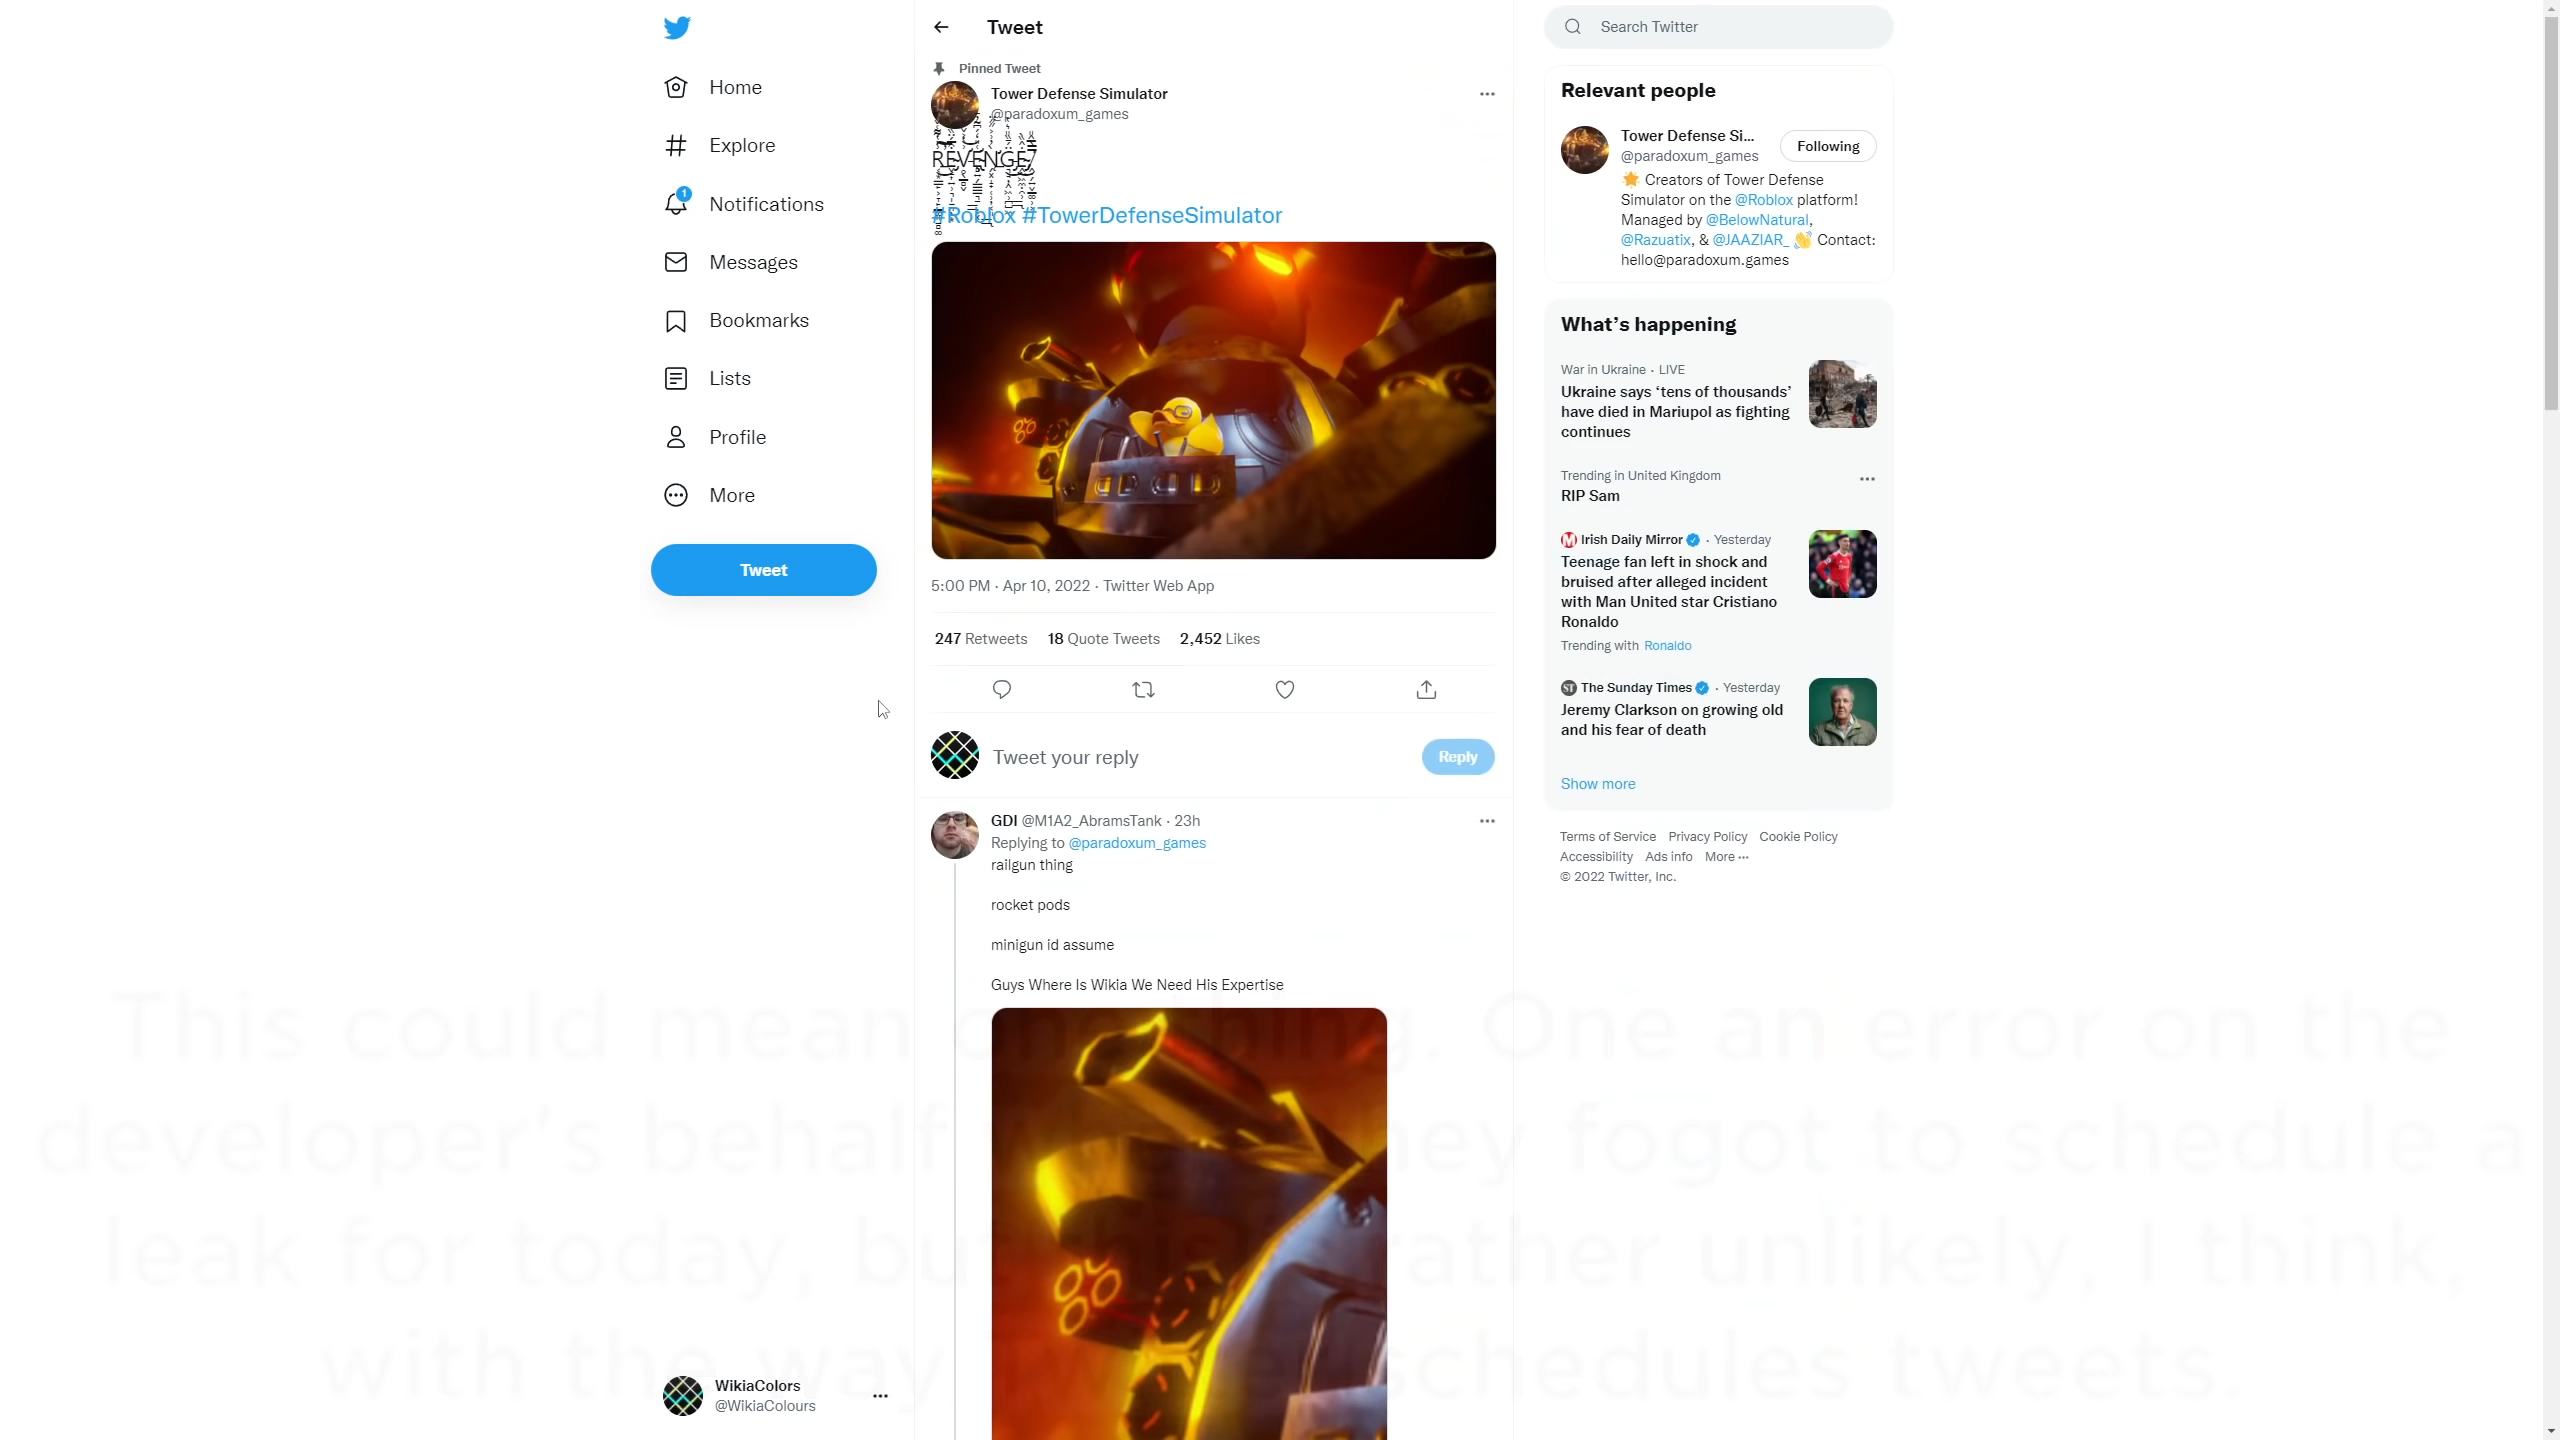 Tweet
Pinned Tweet
Tower Defense Simulator
@paradoxum_games
REVENGE
#Roblox #TowerDefenseSimulator
5:00 PM · Apr 10, 2022 · Twitter Web App
247 Retweets 18 Quote Tweets 2,452 Likes
Tweet your reply
Reply
GDI @M1A2_AbramsTank · 23h
Replying to @paradoxum_games
railgun thing
rocket pods
minigun id assume
Guys Where Is Wikia We Need His Expertise
Home
Explore
1
Notifications
Messages
Bookmarks
Lists
Profile
More
Tweet
WikiaColors
@WikiaColours
Search Twitter
Relevant people
Tower Defense Si...
@paradoxum_games
Following
🌟 Creators of Tower Defense
Simulator on the @Roblox platform!
Managed by @BelowNatural,
@Razuatix, & @JAAZIAR_ 👋 Contact:
hello@paradoxum.games
What's happening
War in Ukraine · LIVE
Ukraine says ‘tens of thousands’
have died in Mariupol as fighting
continues
Trending in United Kingdom
RIP Sam
Irish Daily Mirror · Yesterday
Teenage fan left in shock and
bruised after alleged incident
with Man United star Cristiano
Ronaldo
Trending with Ronaldo
The Sunday Times · Yesterday
Jeremy Clarkson on growing old
and his fear of death
Show more
Terms of Service Privacy Policy Cookie Policy
Accessibility Ads info More ···
© 2022 Twitter, Inc.
This could mean thing. One an error on the
developer's behalf fogot to schedule a
leak for today, rather unlikely, I think,
with the way schedules tweets.